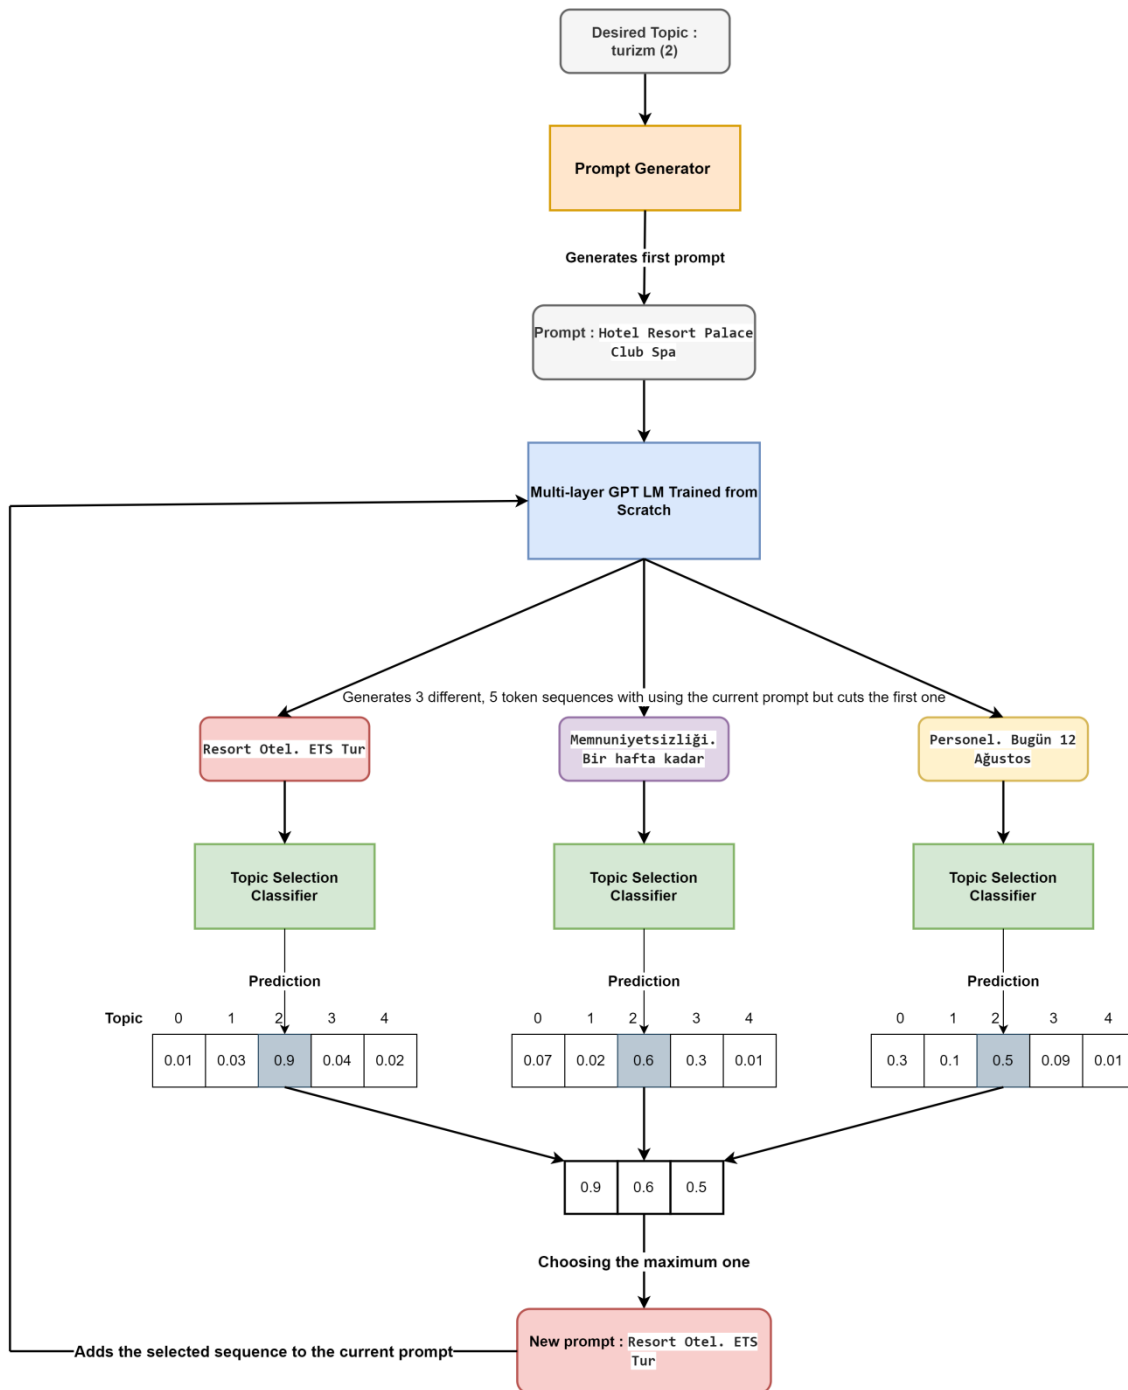 Desired Topic :
turizm (2)
Prompt Generator
Generates first prompt
Prompt : Hotel Resort Palace
Club Spa
Multi-layer GPT LM Trained from
Scratch
Generates 3 different, 5 token sequences with using the current prompt but cuts the first one
Resort Otel. ETS Tur
Memnuniyetsizliği.
Bir hafta kadar
Personel. Bugün 12
Ağustos
Topic Selection
Classifier
Topic Selection
Classifier
Topic Selection
Classifier
Prediction
Prediction
Prediction
Topic 0 1 2 3 4
0 1 2 3 4
0 1 2 3 4
0.01 0.03 0.9 0.04 0.02
0.07 0.02 0.6 0.3 0.01
0.3 0.1 0.5 0.09 0.01
0.9 0.6 0.5
Choosing the maximum one
New prompt : Resort Otel. ETS
Tur
Adds the selected sequence to the current prompt